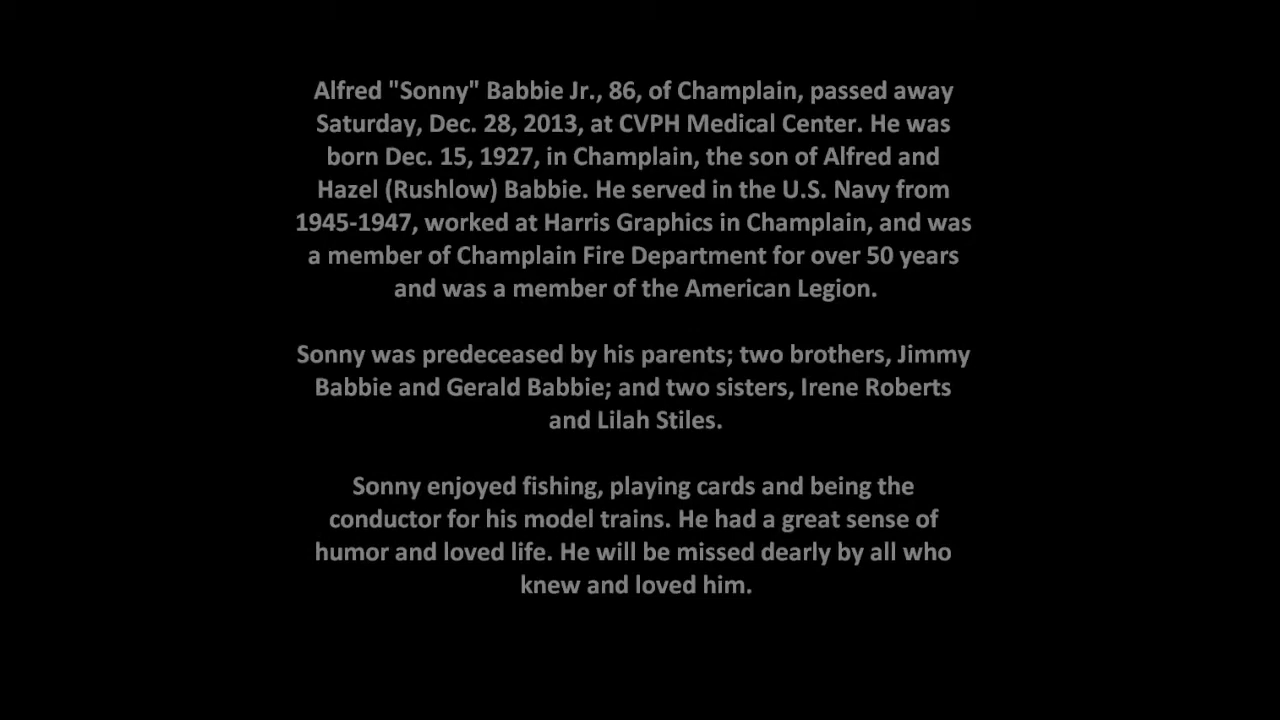 Alfred "Sonny" Babbie Jr., 86, of Champlain, passed away
Saturday, Dec. 28, 2013, at CVPH Medical Center. He was
born Dec. 15, 1927, in Champlain, the son of Alfred and
Hazel (Rushlow) Babbie. He served in the U.S. Navy from
1945-1947, worked at Harris Graphics in Champlain, and was
a member of Champlain Fire Department for over 50 years
and was a member of the American Legion.
Sonny was predeceased by his parents; two brothers, Jimmy
Babbie and Gerald Babbie; and two sisters, Irene Roberts
and Lilah Stiles.
Sonny enjoyed fishing, playing cards and being the
conductor for his model trains. He had a great sense of
humor and loved life. He will be missed dearly by all who
knew and loved him.